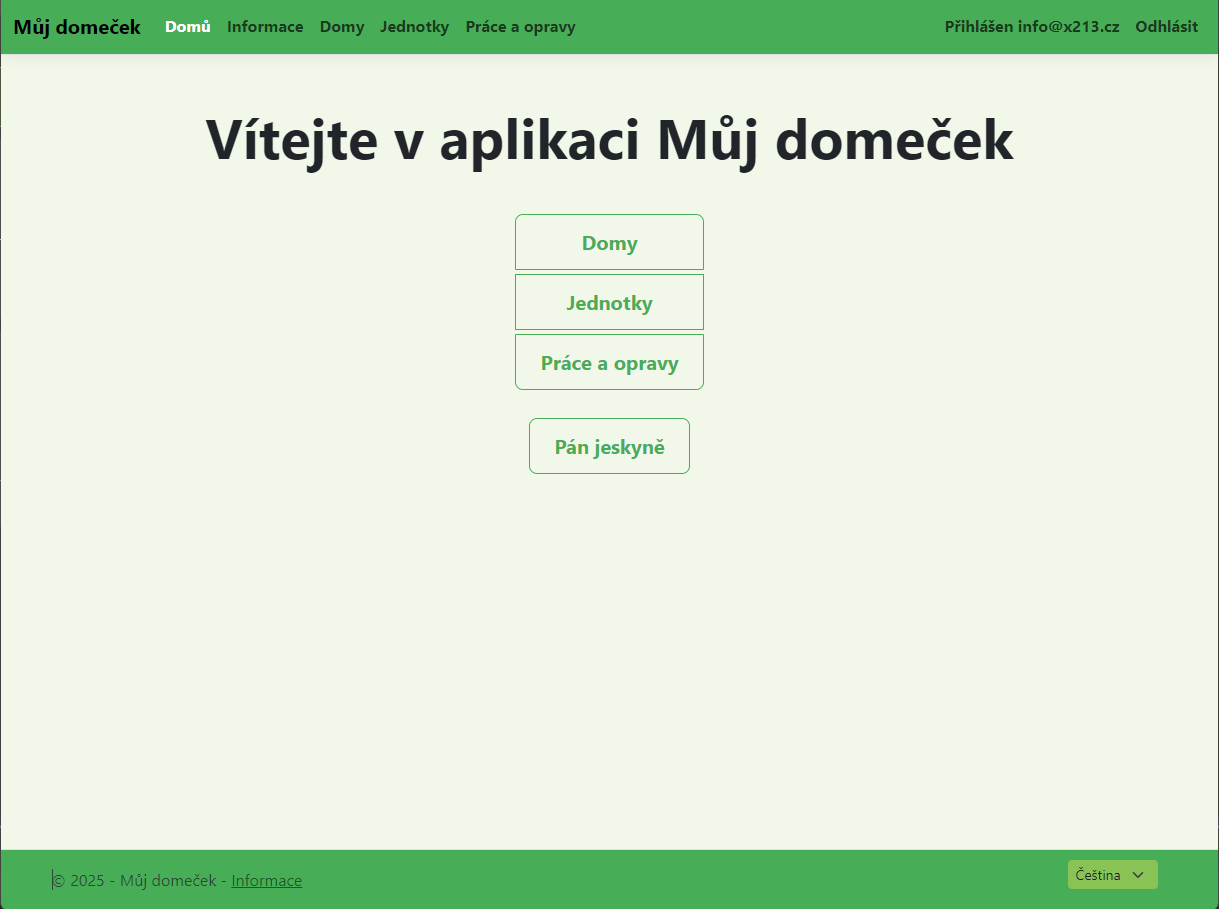 Můj domeček Domů Informace Domy Jednotky Práce a opravy Přihlášen info@x213.cz Odhlásit
Vítejte v aplikaci Můj domeček
Domy
Jednotky
Práce a opravy
Pán jeskyně
© 2025 - Můj domeček - Informace Čeština